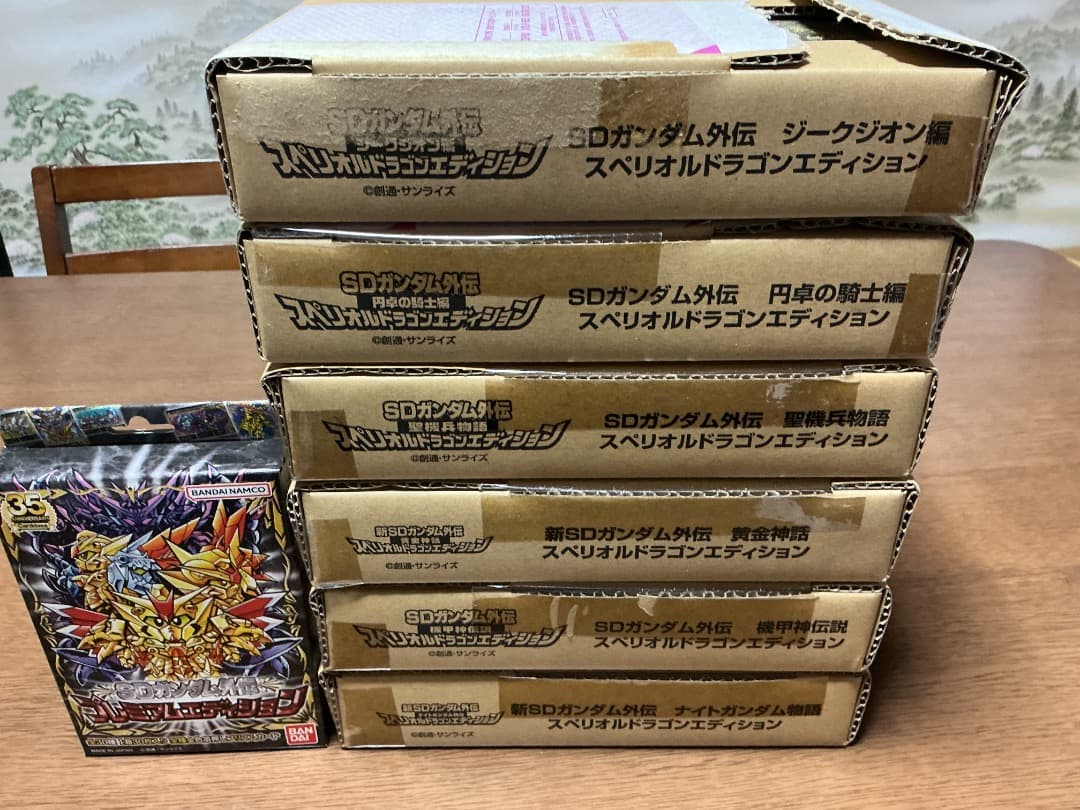 SDガンダム外伝
ジークジオン編
スペリオルドラゴンエディション
©創通・サンライズ
SDガンダム外伝 ジークジオン編
スペリオルドラゴンエディション
SDガンダム外伝
円卓の騎士編
スペリオルドラゴンエディション
©創通・サンライズ
SDガンダム外伝 円卓の騎士編
スペリオルドラゴンエディション
SDガンダム外伝
聖機兵物語
スペリオルドラゴンエディション
©創通・サンライズ
SDガンダム外伝 聖機兵物語
スペリオルドラゴンエディション
新SDガンダム外伝
黄金神話
スペリオルドラゴンエディション
©創通・サンライズ
新SDガンダム外伝 黄金神話
スペリオルドラゴンエディション
SDガンダム外伝
機甲神伝説
スペリオルドラゴンエディション
©創通・サンライズ
SDガンダム外伝 機甲神伝説
スペリオルドラゴンエディション
新SDガンダム外伝
ナイトガンダム物語
スペリオルドラゴンエディション
©創通・サンライズ
新SDガンダム外伝 ナイトガンダム物語
スペリオルドラゴンエディション
BANDAI NAMCO
35
ANNIVERSARY
SDガンダム外伝
プレミアムエディション
BAN
DAI
MADE IN JAPAN